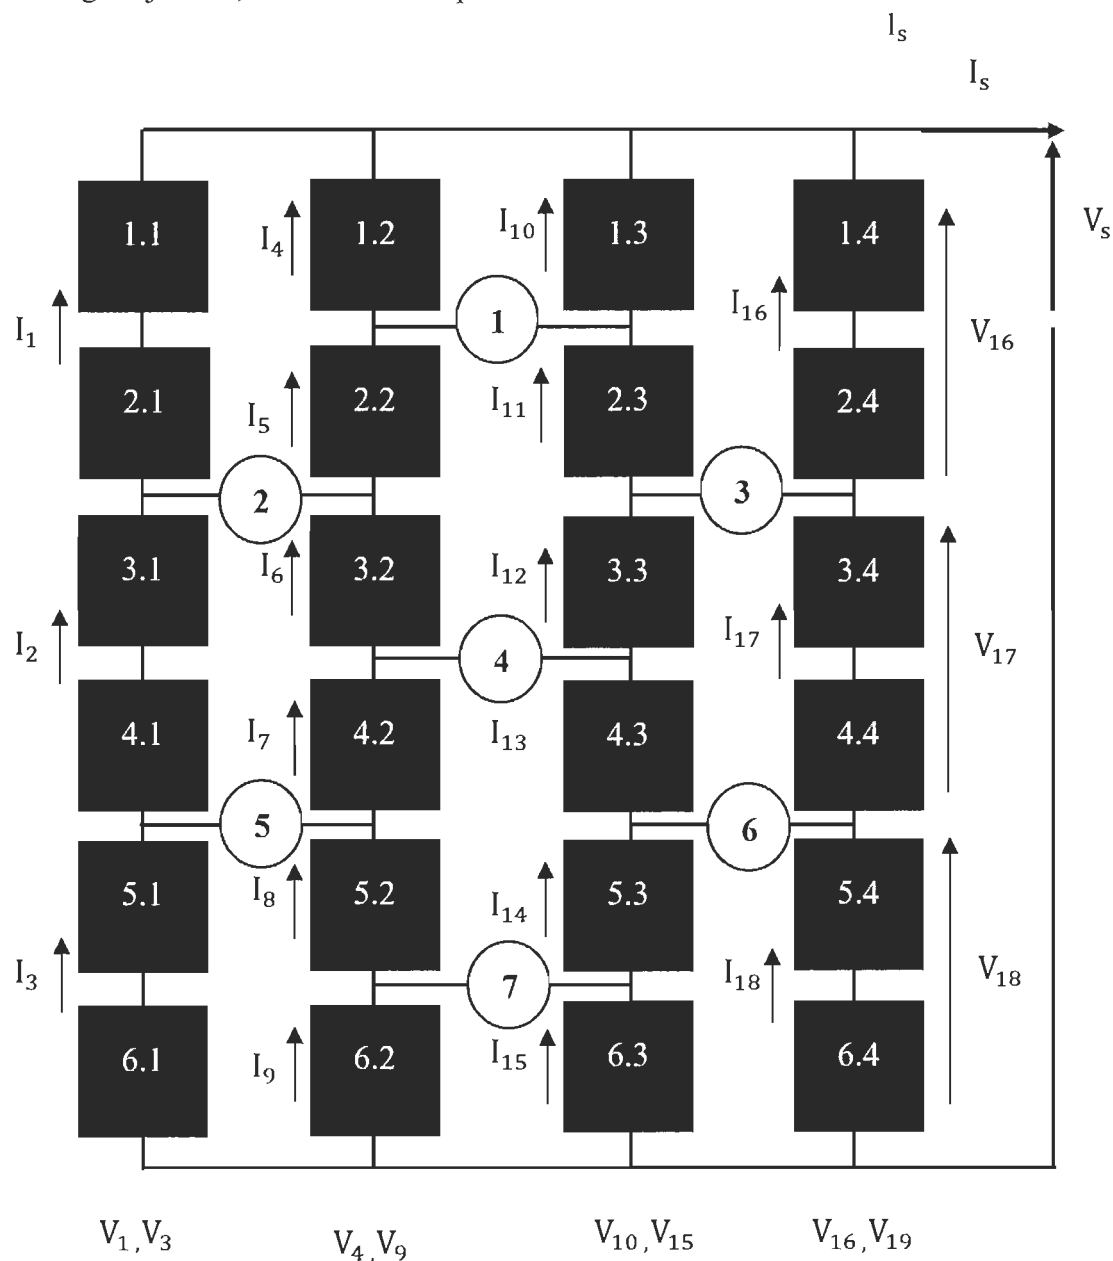 I_s
I_s
V_s
1.1 I_4 1.2 I_10 1.3 1.4
I_1 1 I_16 V_16
2.1 I_5 2.2 I_11 2.3 2.4
2 3
3.1 I_6 3.2 I_12 3.3 3.4
I_2 4 I_17 V_17
4.1 I_7 4.2 I_13 4.3 4.4
5 6
5.1 I_8 5.2 I_14 5.3 5.4
I_3 7 I_18 V_18
6.1 I_9 6.2 I_15 6.3 6.4
V_1, V_3 V_4, V_9 V_10, V_15 V_16, V_19